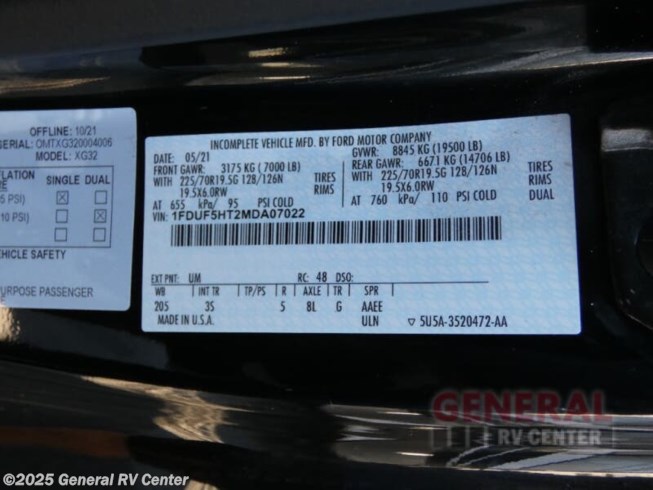 OFFLINE: 10/21
SERIAL: OMTXG320004006
MODEL: XG32
SINGLE DUAL
5 PSI)
10 PSI)
VEHICLE SAFETY
PURPOSE PASSENGER
INCOMPLETE VEHICLE MFD. BY FORD MOTOR COMPANY
05/21 GVWR: 8845 KG (19500 LB)
FRONT GAWR: 3175 KG (7000 LB) REAR GAWR: 6671 KG (14706 LB)
WITH 225/70R19.5G 128/126N TIRES WITH 225/70R19.5G 128/126N TIRES
19.5X6.0RW RIMS 19.5X6.0RW RIMS
AT 655 kPa/ 95 PSI COLD AT 760 kPa/ 110 PSI COLD DUAL
VIN: 1FDUF5HT2MDA07022
EXT PNT: UM RC: 48 DSO:
WB INT TR TP/PS R AXLE TR SPR
205 3S 5 8L G AAEE
MADE IN U.S.A. ULN ▽ 5U5A-3520472-AA
GENERAL
RV CENTER
©2025 General RV Center